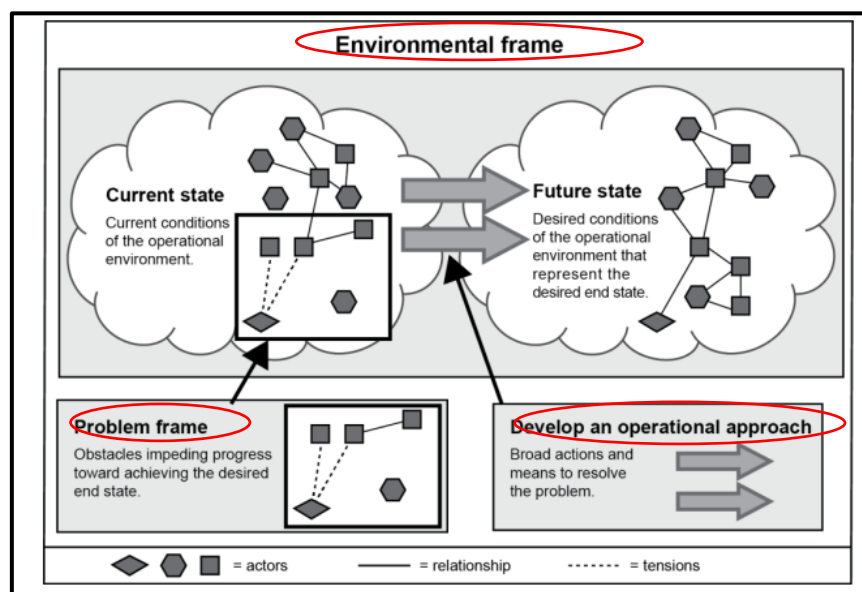 Environmental frame
Current state
Current conditions
of the operational
environment.
Future state
Desired conditions
of the operational
environment that
represent the
desired end state.
Problem frame
Obstacles impeding progress
toward achieving the desired
end state.
Develop an operational approach
Broad actions and
means to resolve
the problem.
= actors = relationship = tensions